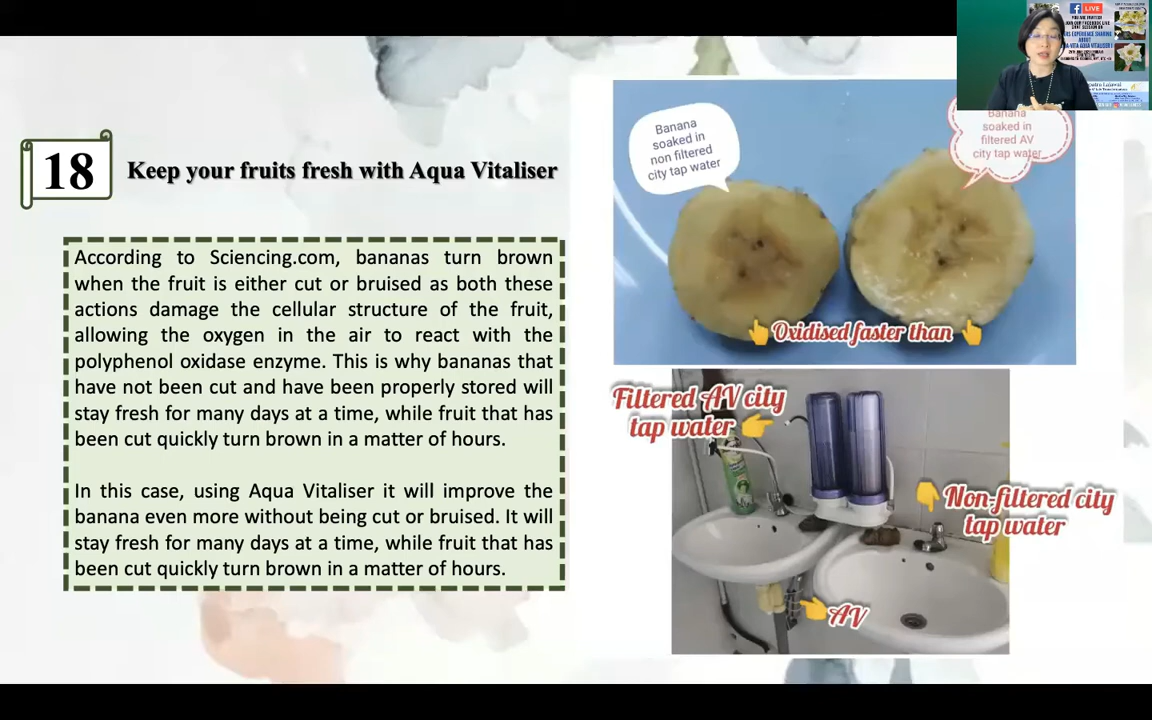 18
Keep your fruits fresh with Aqua Vitaliser
According to Sciencing.com, bananas turn brown
when the fruit is either cut or bruised as both these
actions damage the cellular structure of the fruit,
allowing the oxygen in the air to react with the
polyphenol oxidase enzyme. This is why bananas that
have not been cut and have been properly stored will
stay fresh for many days at a time, while fruit that has
been cut quickly turn brown in a matter of hours.
In this case, using Aqua Vitaliser it will improve the
banana even more without being cut or bruised. It will
stay fresh for many days at a time, while fruit that has
been cut quickly turn brown in a matter of hours.
Banana
soaked in
non filtered
city tap water
Banana
soaked in
filtered AV
city tap water
Oxidised faster than
Filtered AV city
tap water
Non-filtered city
tap water
AV
LIVE
YOU ARE INVITED